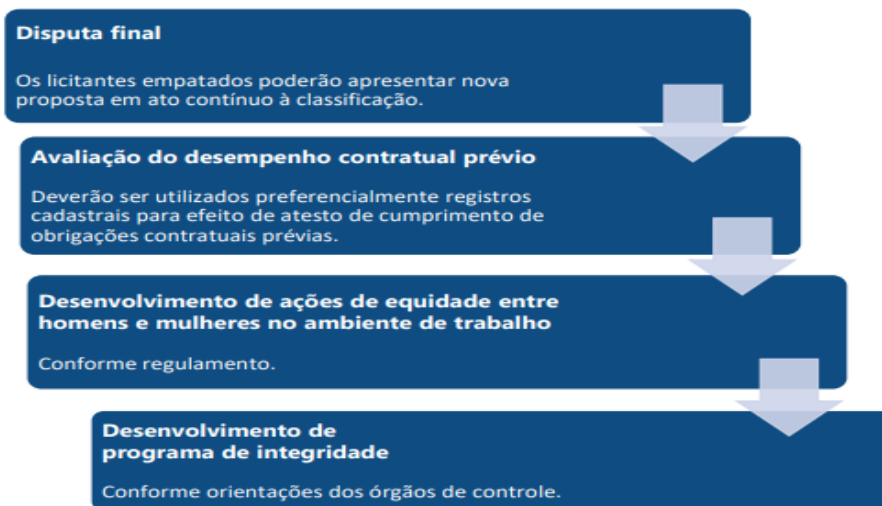 Disputa final
Os licitantes empatados poderão apresentar nova
proposta em ato contínuo à classificação.
Avaliação do desempenho contratual prévio
Deverão ser utilizados preferencialmente registros
cadastrais para efeito de atesto de cumprimento de
obrigações contratuais prévias.
Desenvolvimento de ações de equidade entre
homens e mulheres no ambiente de trabalho
Conforme regulamento.
Desenvolvimento de
programa de integridade
Conforme orientações dos órgãos de controle.